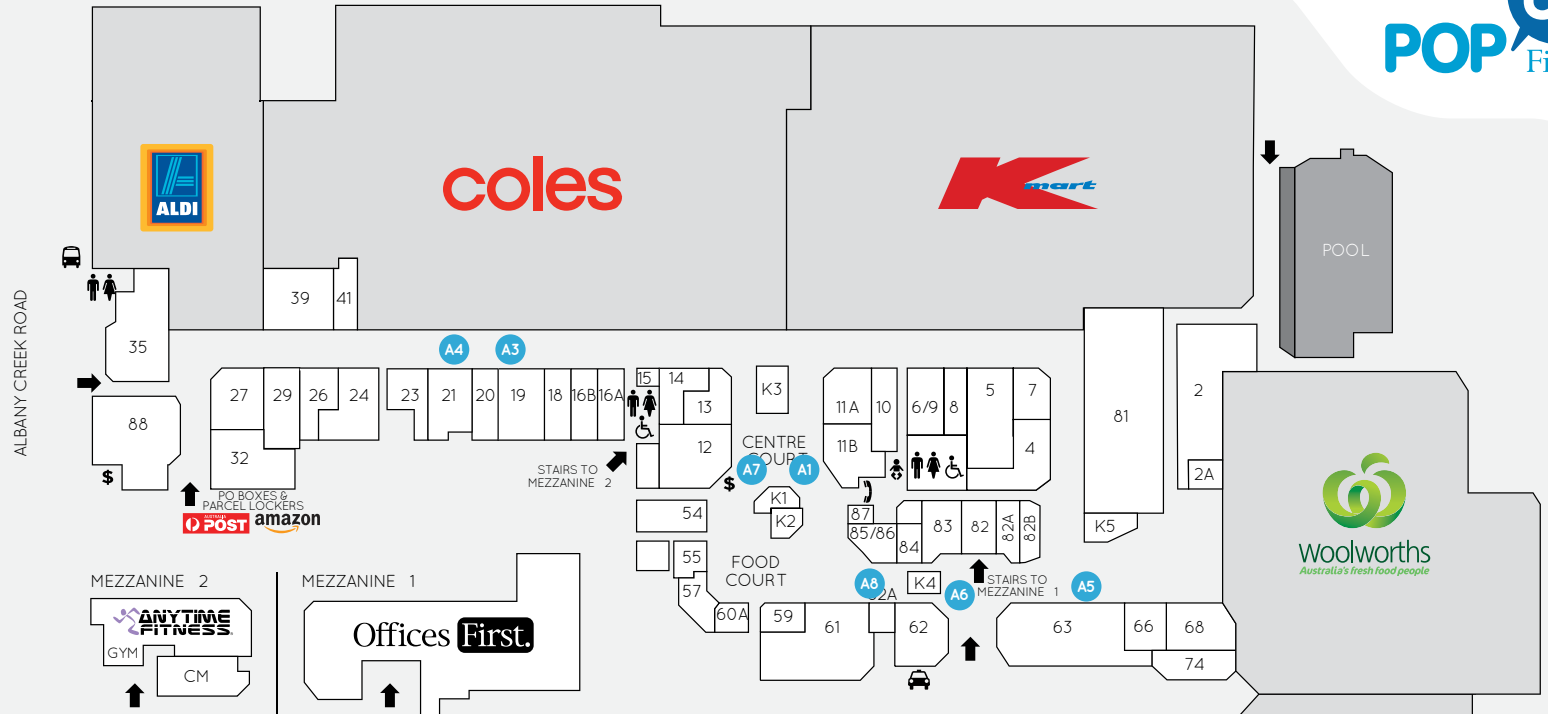 POP
Fi
ALDI
coles
Kmart
POOL
ALBANY CREEK ROAD
39
41
35
A4
A3
88
27
29
26
24
32
23
21
20
19
18
16B
16A
15
14
13
12
K3
CENTRE
COURT
A7
A1
$
$
K1
K2
11A
10
11B
6/9
8
5
7
4
81
2
2A
K5
STAIRS TO
MEZZANINE 2
PO BOXES &
PARCEL LOCKERS
AUSTRALIA
POST
amazon
54
55
57
60A
FOOD
COURT
87
85/86
84
83
82
82A
82B
A8
K4
A6
STAIRS TO
MEZZANINE 1
A5
59
61
62
63
66
68
74
Woolworths
Australia's fresh food people
MEZZANINE 2
ANYTIME
FITNESS.
GYM
CM
MEZZANINE 1
Offices First.